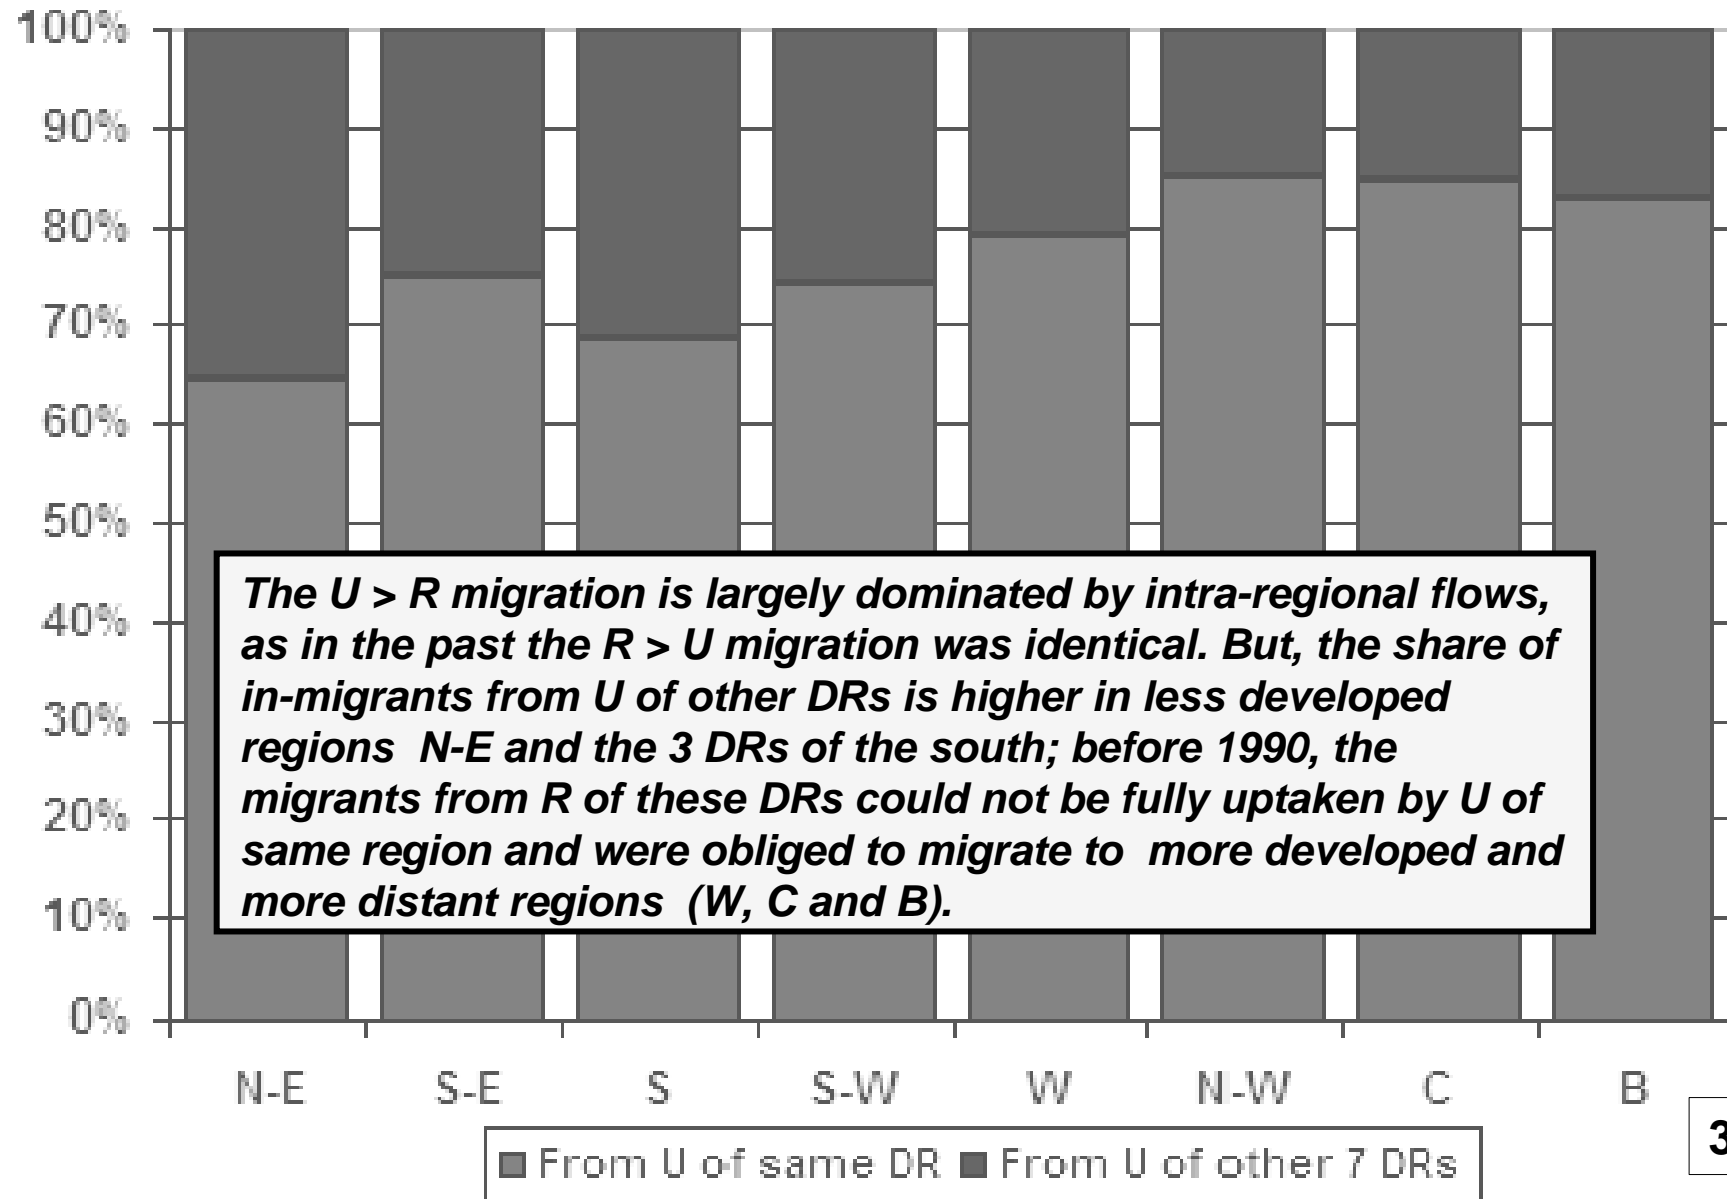 100%
90%
80%
70%
60%
50%
40%
30%
20%
10%
0%
The U > R migration is largely dominated by intra-regional flows,
as in the past the R > U migration was identical. But, the share of
in-migrants from U of other DRs is higher in less developed
regions  N-E and the 3 DRs of the south; before 1990, the
migrants from R of these DRs could not be fully uptaken by U of
same region and were obliged to migrate to  more developed and
more distant regions  (W, C and B).
N-E S-E S S-W W N-W C B
From U of same DR From U of other 7 DRs
3